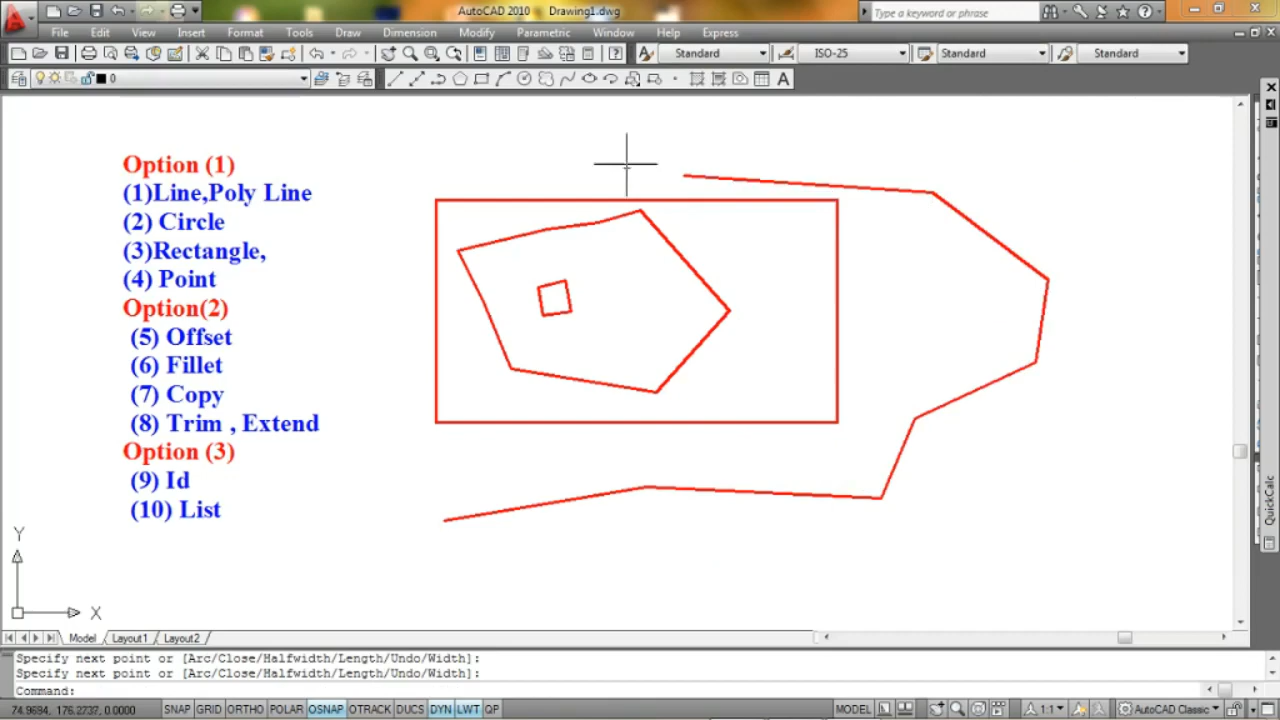 AutoCAD 2010 Drawing1.dwg
Type a keyword or phrase
File Edit View Insert Format Tools Draw Dimension Modify Parametric Window Help Express
Standard ISO-25 Standard Standard
0
A
Option (1)
(1)Line,Poly Line
(2) Circle
(3)Rectangle,
(4) Point
Option(2)
(5) Offset
(6) Fillet
(7) Copy
(8) Trim , Extend
Option (3)
(9) Id
(10) List
QuickCalc
Y
X
Model Layout1 Layout2
Specify next point or [Arc/Close/Halfwidth/Length/Undo/Width]:
Specify next point or [Arc/Close/Halfwidth/Length/Undo/Width]:
Command:
74.9694, 176.2737, 0.0000 SNAP GRID ORTHO POLAR OSNAP OTRACK DUCS DYN LWT QP MODEL 1:1 AutoCAD Classic